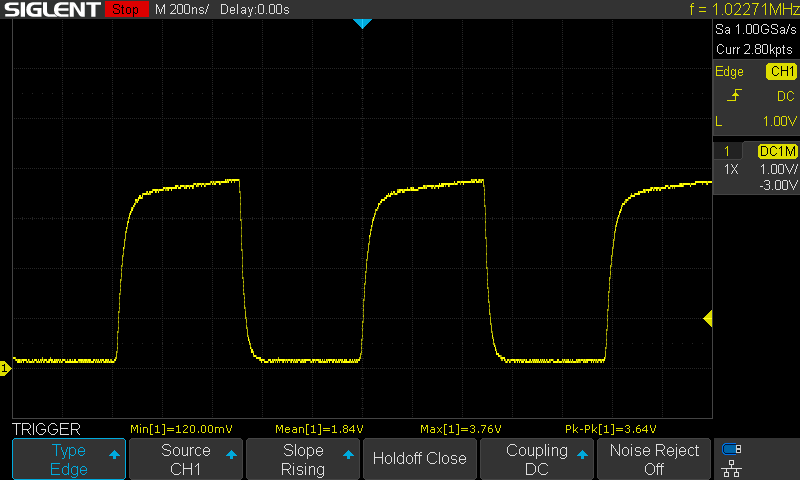 SIGLENT Stop M 200ns/ Delay:0.00s f = 1.02271MHz
Sa 1.00GSa/s
Curr 2.80kpts
Edge CH1
DC
L 1.00V
1 DC1M
1X 1.00V/
-3.00V
1
TRIGGER Min[1]=120.00mV Mean[1]=1.84V Max[1]=3.76V Pk-Pk[1]=3.64V
Type Source Slope Holdoff Close Coupling Noise Reject
Edge CH1 Rising DC Off